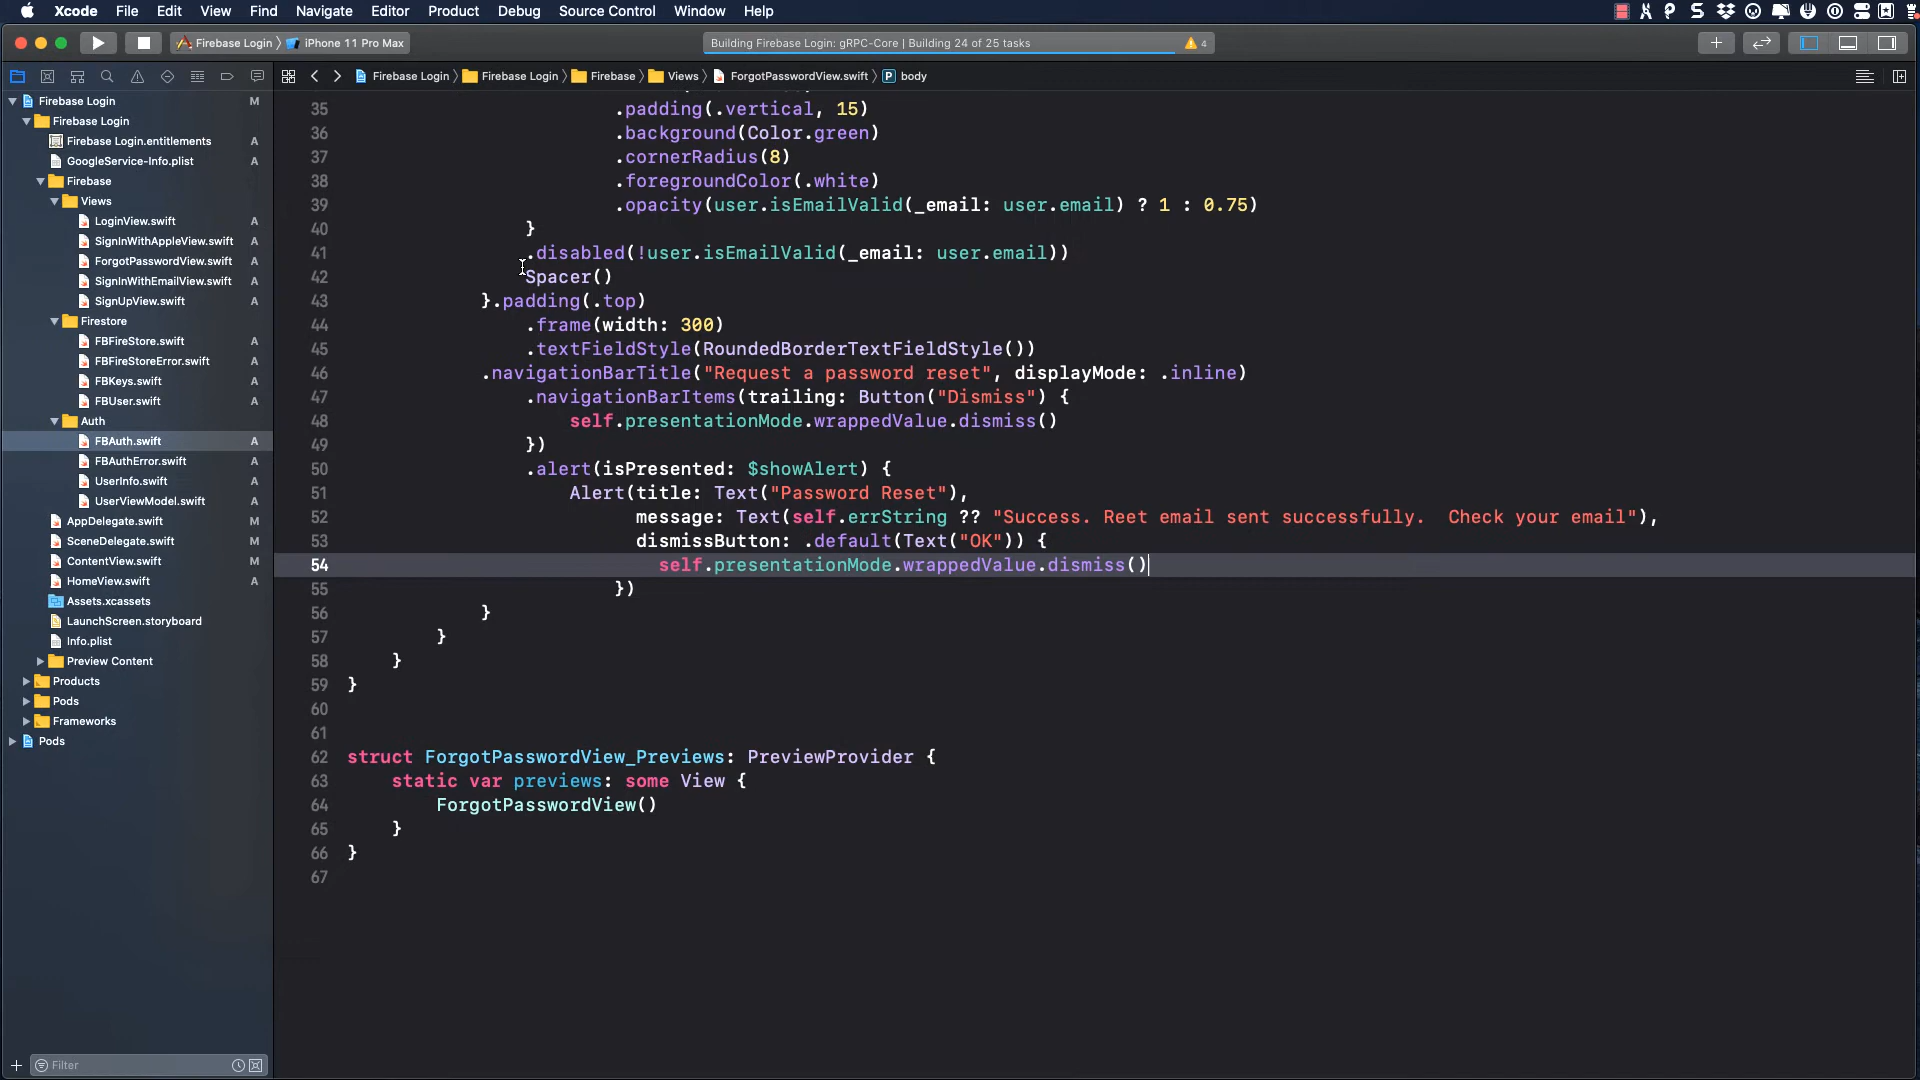 Xcode File Edit View Find Navigate Editor Product Debug Source Control Window Help
Firebase Login iPhone 11 Pro Max
Building Firebase Login: gRPC-Core | Building 24 of 25 tasks 4
Firebase Login Firebase Login Firebase Views ForgotPasswordView.swift P body
Firebase Login M
Firebase Login
Firebase Login.entitlements A
GoogleService-Info.plist A
Firebase
Views
LoginView.swift A
SignInWithAppleView.swift A
ForgotPasswordView.swift A
SignInWithEmailView.swift A
SignUpView.swift A
Firestore
FBFireStore.swift A
FBFireStoreError.swift A
FBKeys.swift A
FBUser.swift A
Auth
FBAuth.swift A
FBAuthError.swift A
UserInfo.swift A
UserViewModel.swift A
AppDelegate.swift M
SceneDelegate.swift M
ContentView.swift M
HomeView.swift A
Assets.xcassets
LaunchScreen.storyboard
Info.plist
Preview Content
Products
Pods
Frameworks
Pods
Filter
35 .padding(.vertical, 15)
36 .background(Color.green)
37 .cornerRadius(8)
38 .foregroundColor(.white)
39 .opacity(user.isEmailValid(_email: user.email) ? 1 : 0.75)
40 }
41 .disabled(!user.isEmailValid(_email: user.email))
42 Spacer()
43 }.padding(.top)
44 .frame(width: 300)
45 .textFieldStyle(RoundedBorderTextFieldStyle())
46 .navigationBarTitle("Request a password reset", displayMode: .inline)
47 .navigationBarItems(trailing: Button("Dismiss") {
48 self.presentationMode.wrappedValue.dismiss()
49 })
50 .alert(isPresented: $showAlert) {
51 Alert(title: Text("Password Reset"),
52 message: Text(self.errString ?? "Success. Reet email sent successfully.  Check your email"),
53 dismissButton: .default(Text("OK")) {
54 self.presentationMode.wrappedValue.dismiss()
55 })
56 }
57 }
58 }
59 }
60
61
62 struct ForgotPasswordView_Previews: PreviewProvider {
63 static var previews: some View {
64 ForgotPasswordView()
65 }
66 }
67